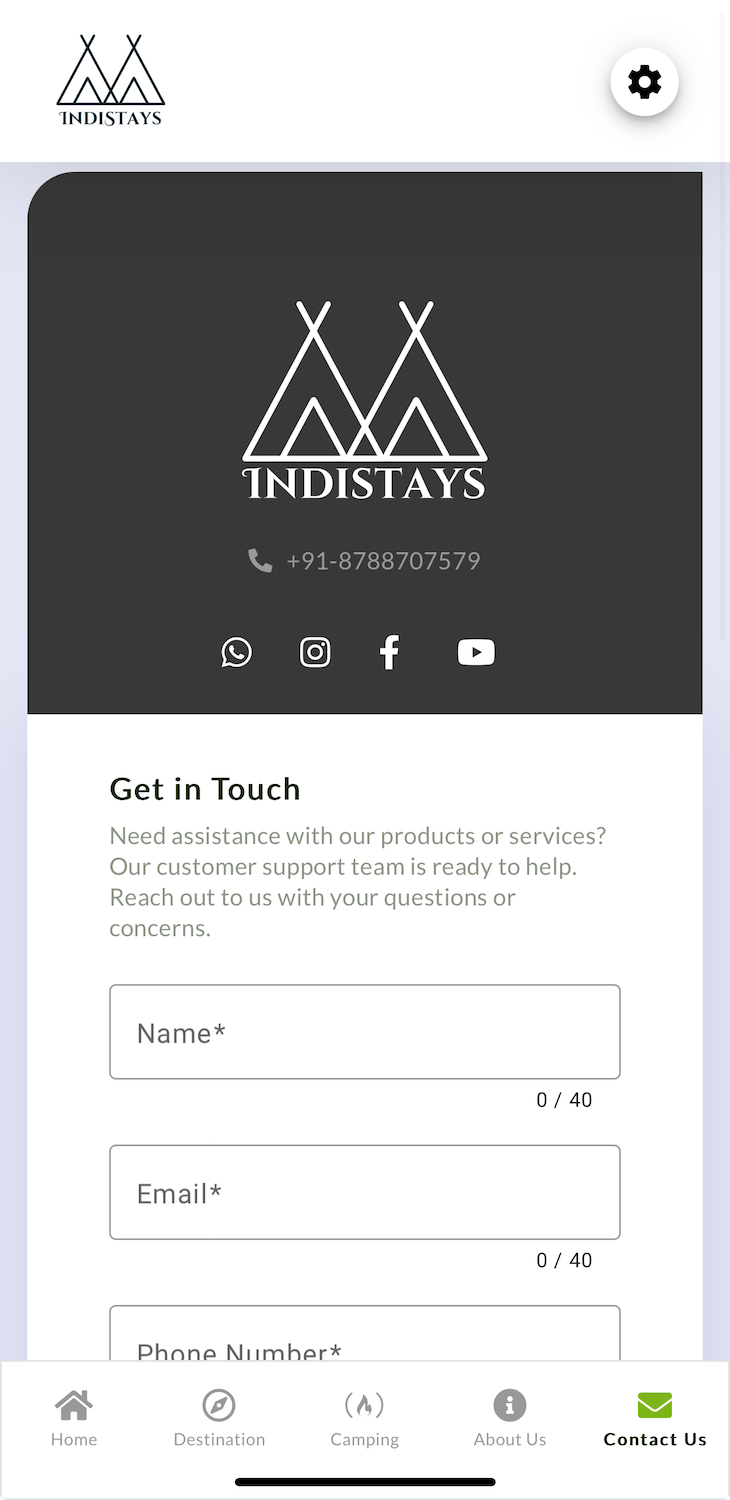 INDISTAYS
INDISTAYS
+91-8788707579
Get in Touch
Need assistance with our products or services?
Our customer support team is ready to help.
Reach out to us with your questions or
concerns.
Name*
0 / 40
Email*
0 / 40
Phone Number*
Home
Destination
Camping
About Us
Contact Us